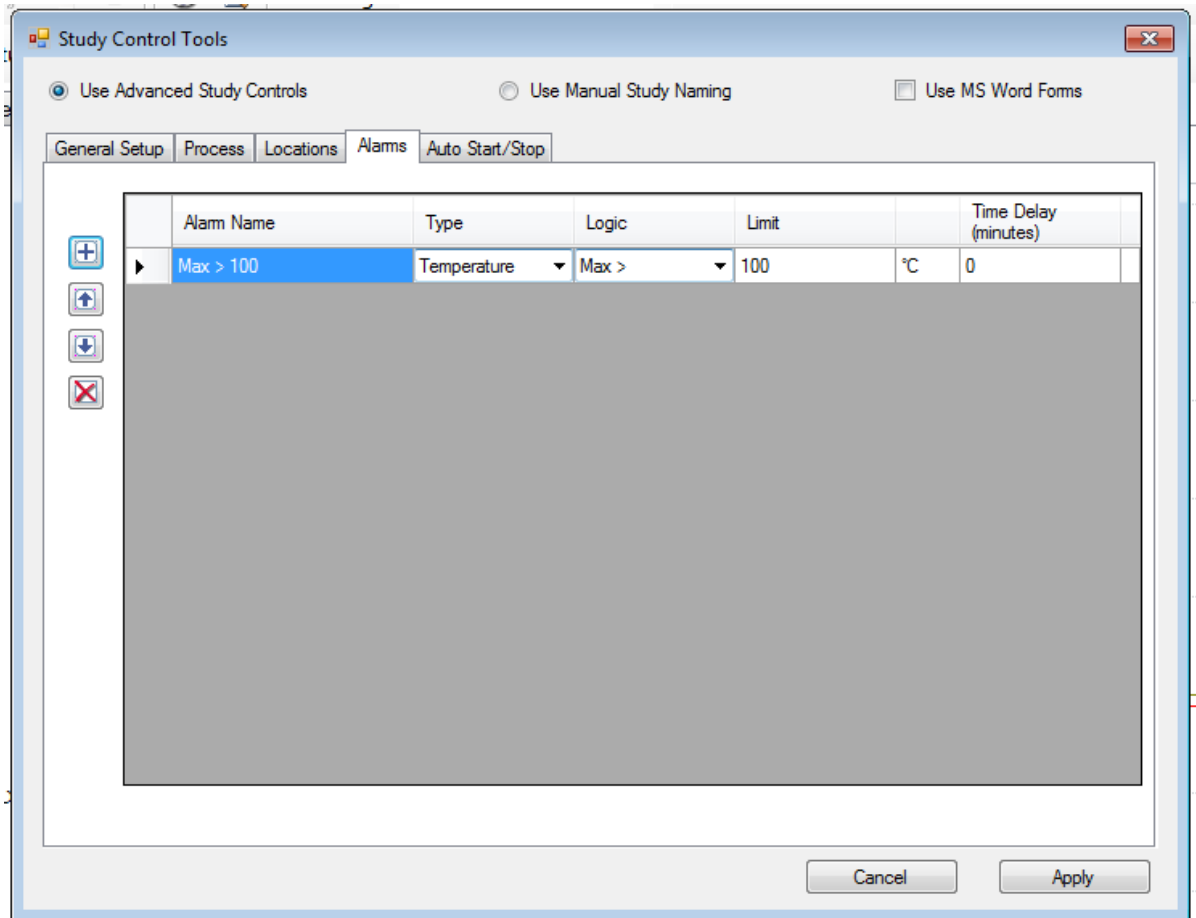 Study Control Tools
Use Advanced Study Controls Use Manual Study Naming Use MS Word Forms
General Setup Process Locations Alarms Auto Start/Stop
Alarm Name Type Logic Limit Time Delay (minutes)
Max > 100 Temperature Max > 100 °C 0
Cancel Apply